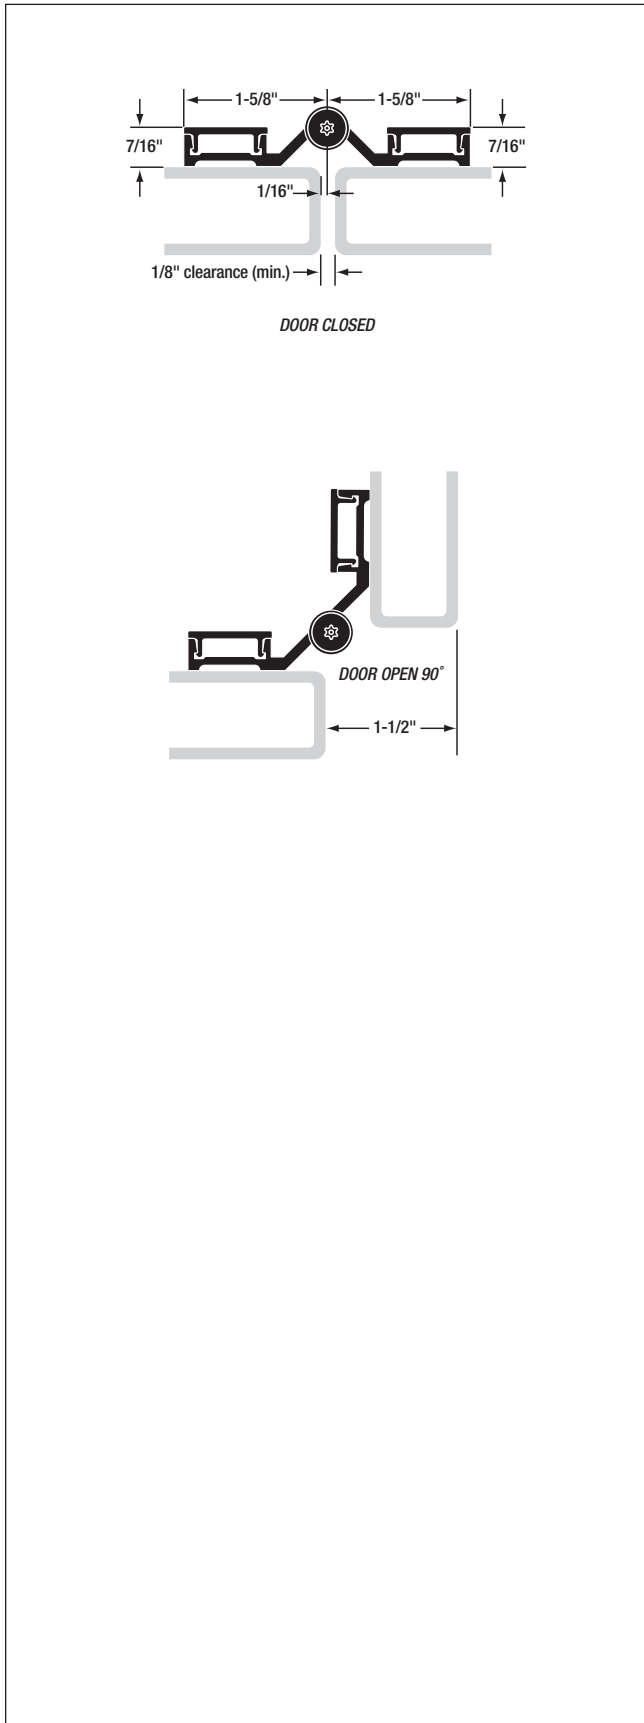 1-5/8" 1-5/8"
7/16" 7/16"
1/16"
1/8" clearance (min.)
DOOR CLOSED
DOOR OPEN 90°
1-1/2"